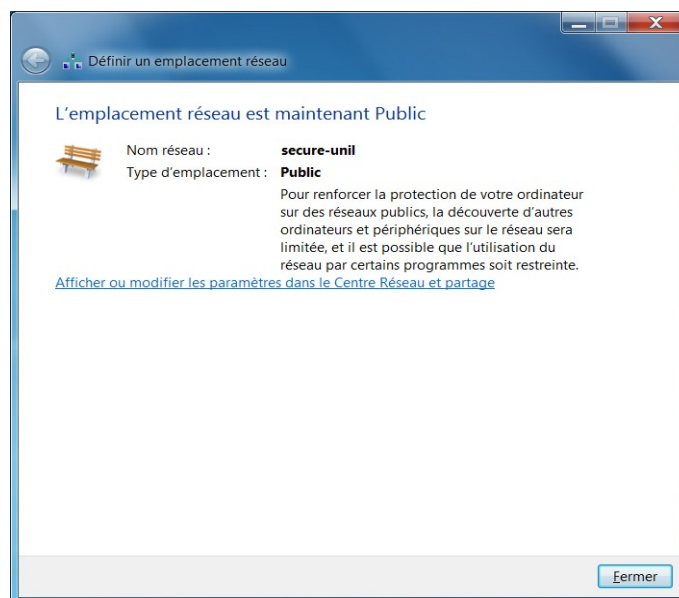 Définir un emplacement réseau
L'emplacement réseau est maintenant Public
Nom réseau : secure-unil
Type d'emplacement : Public
Pour renforcer la protection de votre ordinateur
sur des réseaux publics, la découverte d'autres
ordinateurs et périphériques sur le réseau sera
limitée, et il est possible que l'utilisation du
réseau par certains programmes soit restreinte.
Afficher ou modifier les paramètres dans le Centre Réseau et partage
Fermer